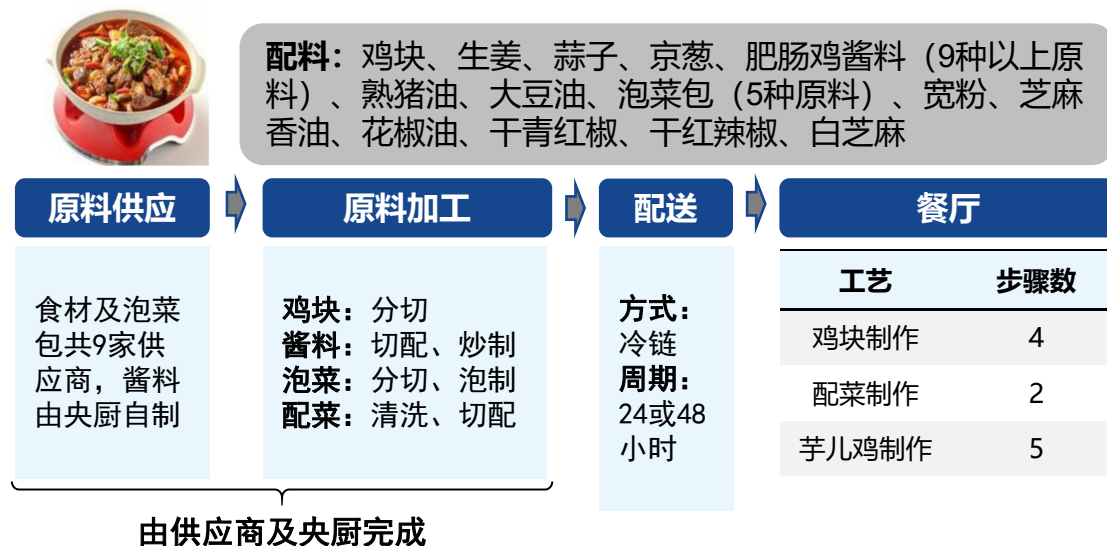 配料：鸡块、生姜、蒜子、京葱、肥肠鸡酱料（9种以上原
料）、熟猪油、大豆油、泡菜包（5种原料）、宽粉、芝麻
香油、花椒油、干青红椒、干红辣椒、白芝麻
原料供应
原料加工
配送
餐厅
食材及泡菜
包共9家供
应商，酱料
由央厨自制
鸡块：分切
酱料：切配、炒制
泡菜：分切、泡制
配菜：清洗、切配
方式：
冷链
周期：
24或48
小时
工艺 步骤数
鸡块制作 4
配菜制作 2
芋儿鸡制作 5
由供应商及央厨完成